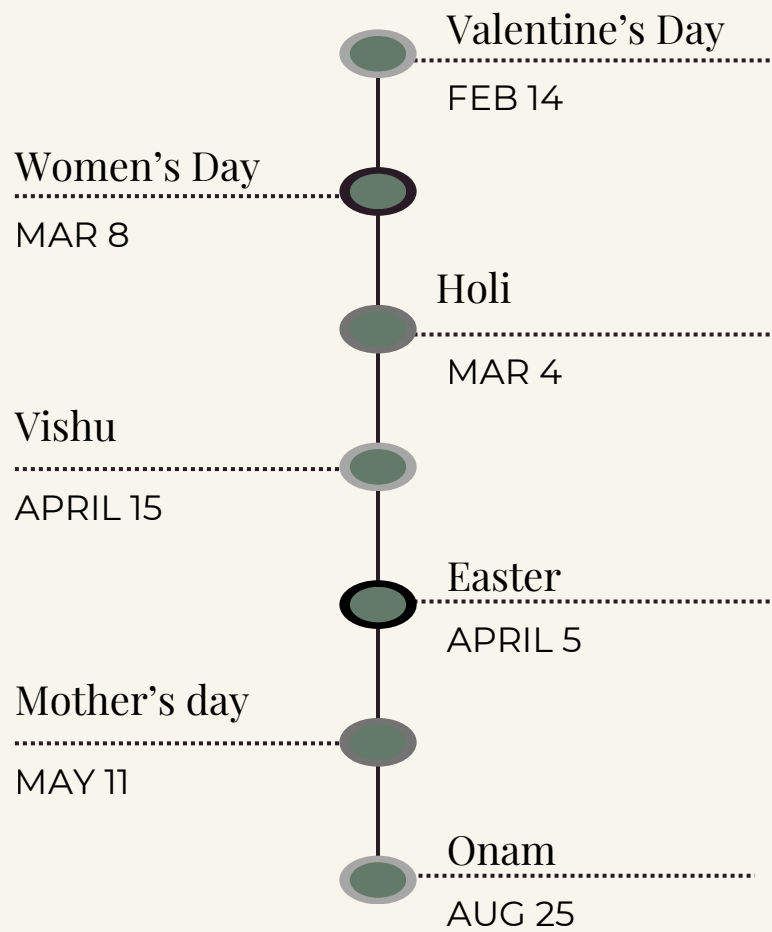 Valentine’s Day
FEB 14
Women’s Day
MAR 8
Holi
MAR 4
Vishu
APRIL 15
Easter
APRIL 5
Mother’s day
MAY 11
Onam
AUG 25